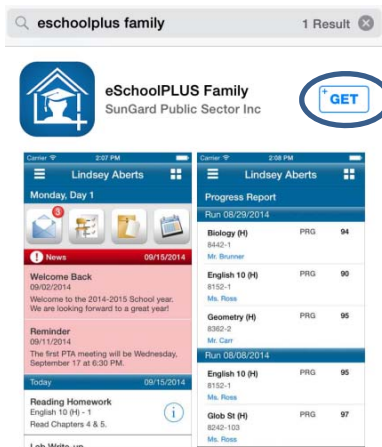 eschoolplus family 1 Result
eSchoolPLUS Family
SunGard Public Sector Inc
+ GET
Carrier 2:07 PM
Lindsey Aberts
Monday, Day 1
3
News 09/15/2014
Welcome Back
09/02/2014
Welcome to the 2014-2015 School year.
We are looking forward to a great year!
Reminder
09/11/2014
The first PTA meeting will be Wednesday,
September 17 at 6:30 PM.
Today 09/15/2014
Reading Homework
English 10 (H) - 1
Read Chapters 4 & 5.
Lab Write-up
Carrier 2:08 PM
Lindsey Aberts
Progress Report
Run 08/29/2014
Biology (H) PRG 94
8442-1
Mr. Brunner
English 10 (H) PRG 90
8152-1
Ms. Ross
Geometry (H) PRG 95
8362-2
Mr. Carr
Run 08/08/2014
English 10 (H) PRG 95
8152-1
Ms. Ross
Glob St (H) PRG 97
8242-103
Ms. Ross